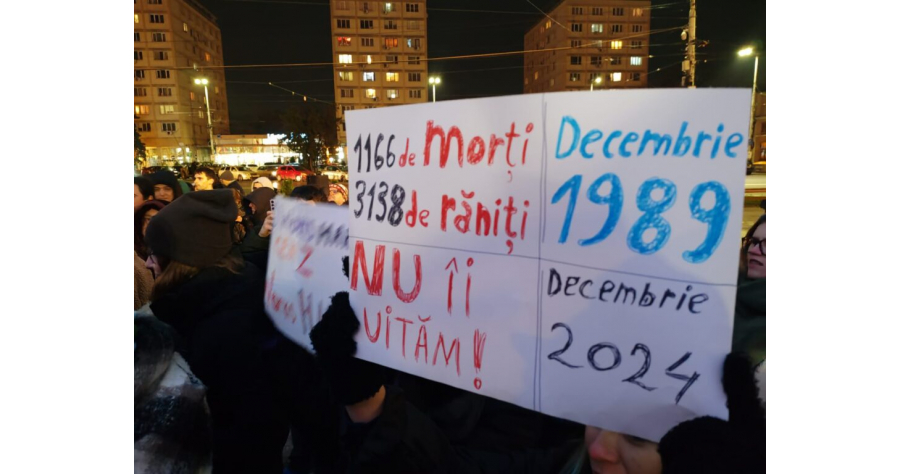 1166 de morți
3138 de răniți
NU îi
UITĂM!
Decembrie
1989
Decembrie
2024